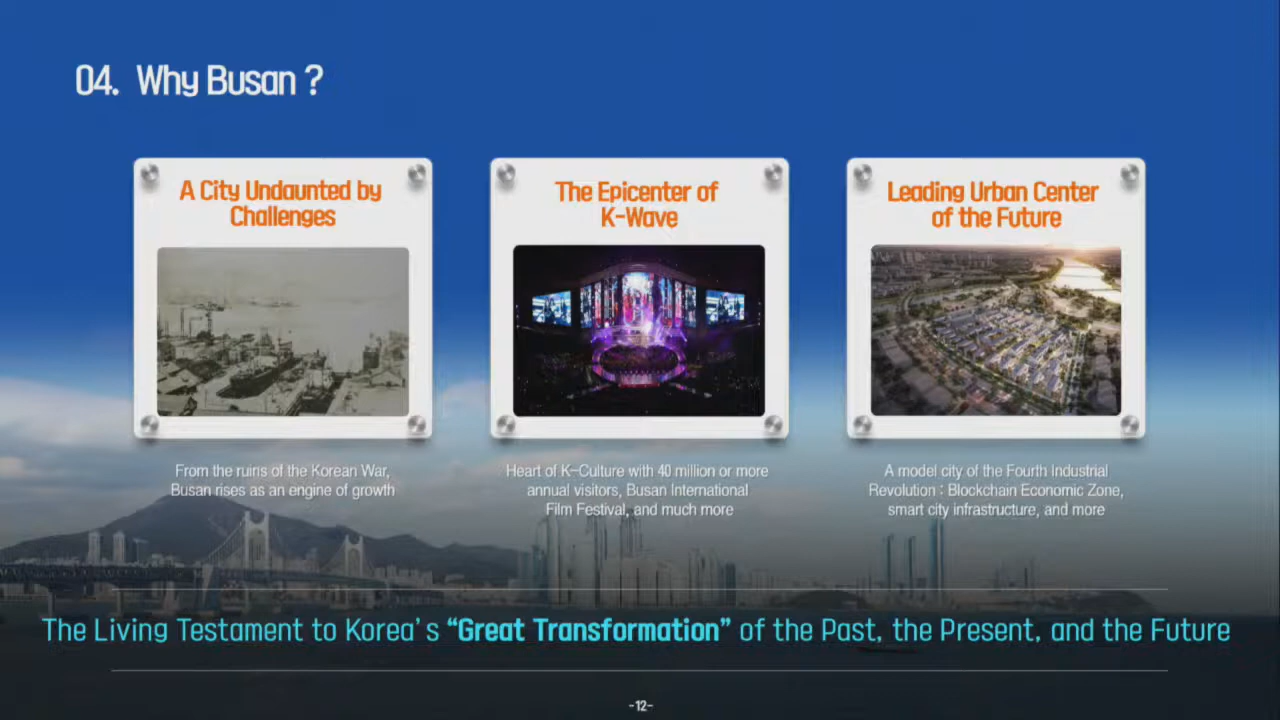 04. Why Busan ?
A City Undaunted by
Challenges
From the ruins of the Korean War,
Busan rises as an engine of growth
The Epicenter of
K-Wave
Heart of K-Culture with 40 million or more
annual visitors, Busan International
Film Festival, and much more
Leading Urban Center
of the Future
A model city of the Fourth Industrial
Revolution : Blockchain Economic Zone,
smart city infrastructure, and more
The Living Testament to Korea's “Great Transformation” of the Past, the Present, and the Future
-12-